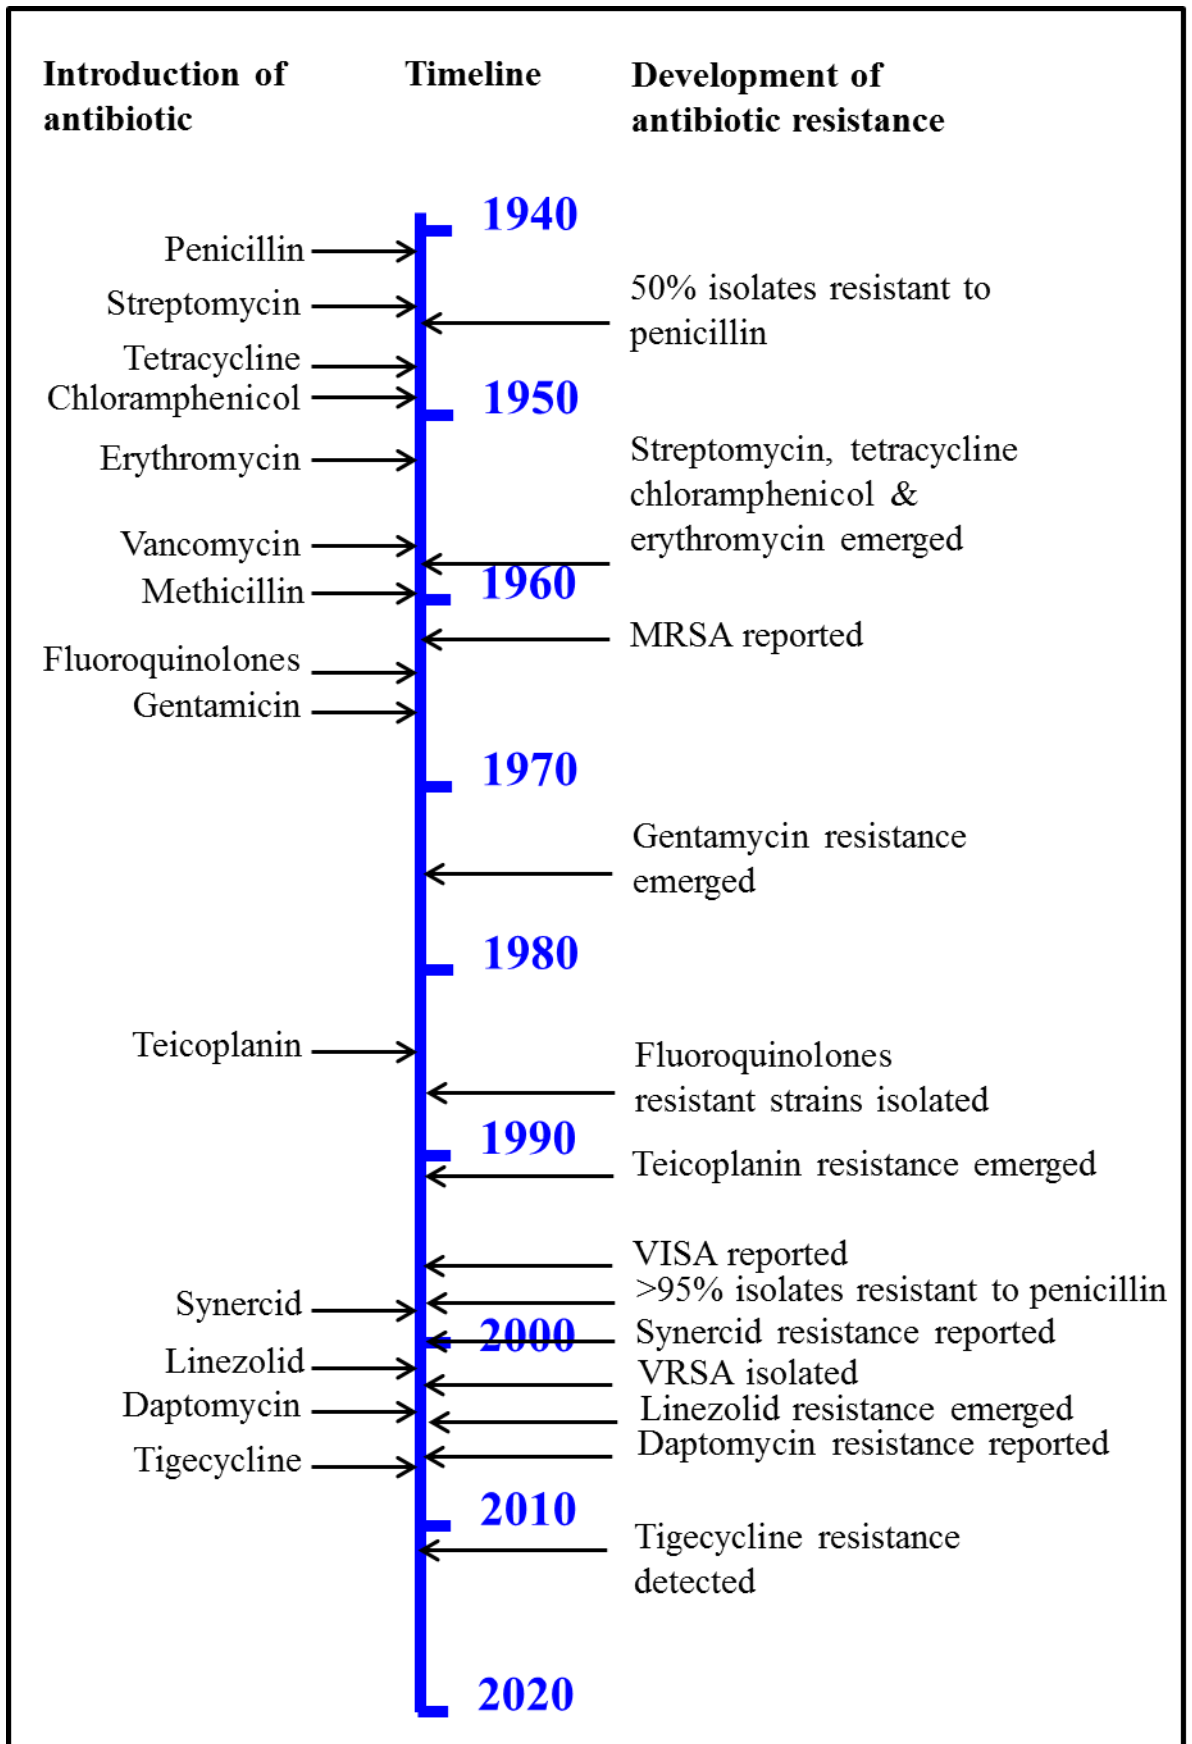 Introduction of
antibiotic
Timeline
Development of
antibiotic resistance
1940
Penicillin
Streptomycin
50% isolates resistant to
penicillin
Tetracycline
Chloramphenicol
1950
Erythromycin
Streptomycin, tetracycline
chloramphenicol &
erythromycin emerged
Vancomycin
Methicillin
1960
MRSA reported
Fluoroquinolones
Gentamicin
1970
Gentamycin resistance
emerged
1980
Teicoplanin
Fluoroquinolones
resistant strains isolated
1990
Teicoplanin resistance emerged
VISA reported
>95% isolates resistant to penicillin
Synercid
2000
Synercid resistance reported
Linezolid
VRSA isolated
Daptomycin
Linezolid resistance emerged
Daptomycin resistance reported
Tigecycline
2010
Tigecycline resistance
detected
2020